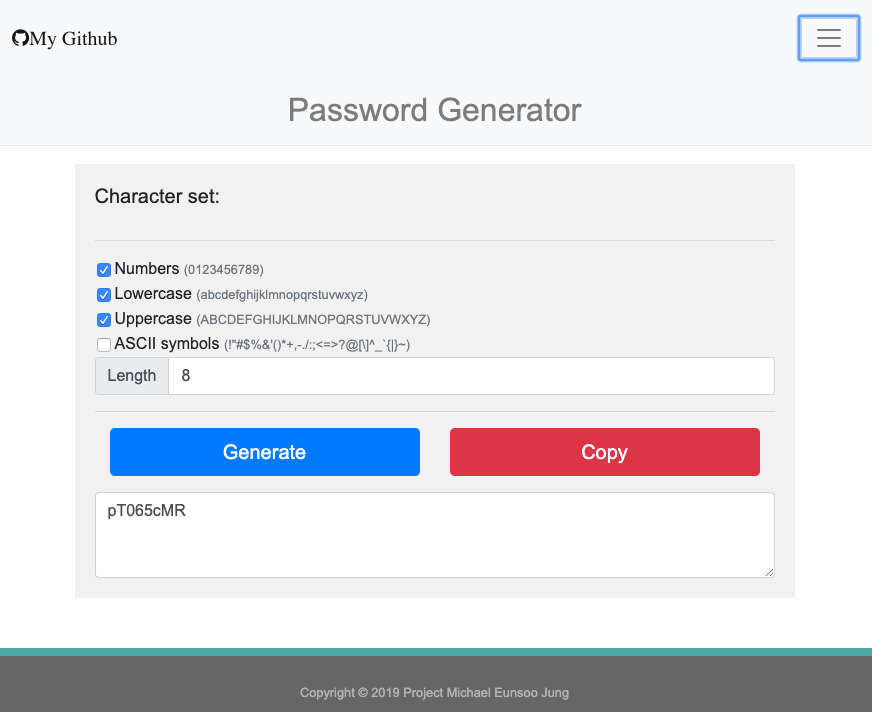 My Github
Password Generator
Character set:
Numbers (0123456789)
Lowercase (abcdefghijklmnopqrstuvwxyz)
Uppercase (ABCDEFGHIJKLMNOPQRSTUVWXYZ)
ASCII symbols (!"#$%&'()*+,-./:;<=>?@[\]^_`{|}~)
Length 8
Generate Copy
pT065cMR
Copyright © 2019 Project Michael Eunsoo Jung